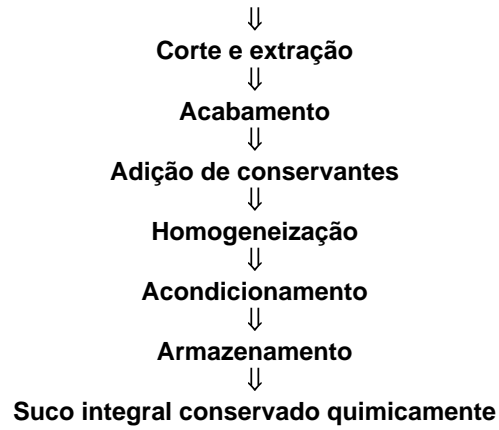 ⇓
Corte e extração
⇓
Acabamento
⇓
Adição de conservantes
⇓
Homogeneização
⇓
Acondicionamento
⇓
Armazenamento
⇓
Suco integral conservado quimicamente